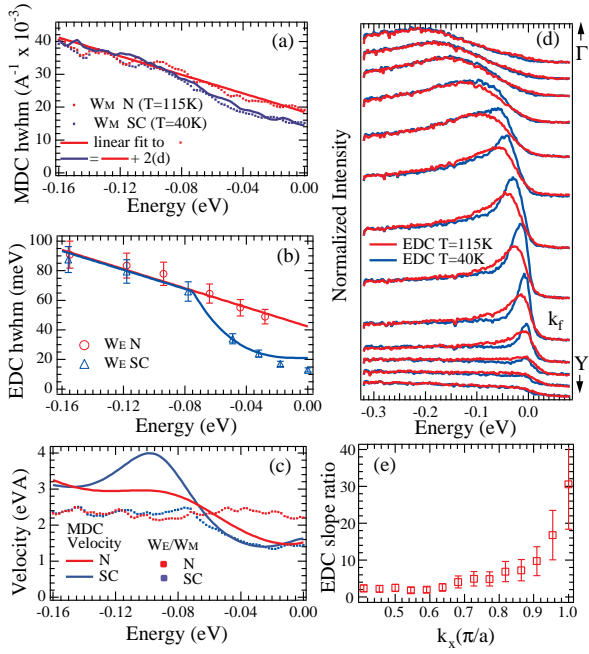 (a)
MDC hwhm (A⁻¹ x 10⁻³)
40
30
20
10
0
W_M N (T=115K)
W_M SC (T=40K)
linear fit to
= + 2(d)
-0.16 -0.12 -0.08 -0.04 0.00
Energy - (eV)
(b)
EDC hwhm (meV)
100
80
60
40
20
0
W_E N
W_E SC
-0.16 -0.12 -0.08 -0.04 0.00
Energy - (eV)
(c)
Velocity (eVA)
4
3
2
1
0
MDC
Velocity
N
SC
W_E/W_M
N
SC
-0.16 -0.12 -0.08 -0.04 0.00
Energy - (eV)
(d)
Γ
Normalized Intensity
EDC T=115K
EDC T=40K
k_f
Y
-0.3 -0.2 -0.1 0.0
Energy - (eV)
(e)
EDC slope ratio
40
30
20
10
0
0.5 0.6 0.7 0.8 0.9 1.0
k_x(π/a)